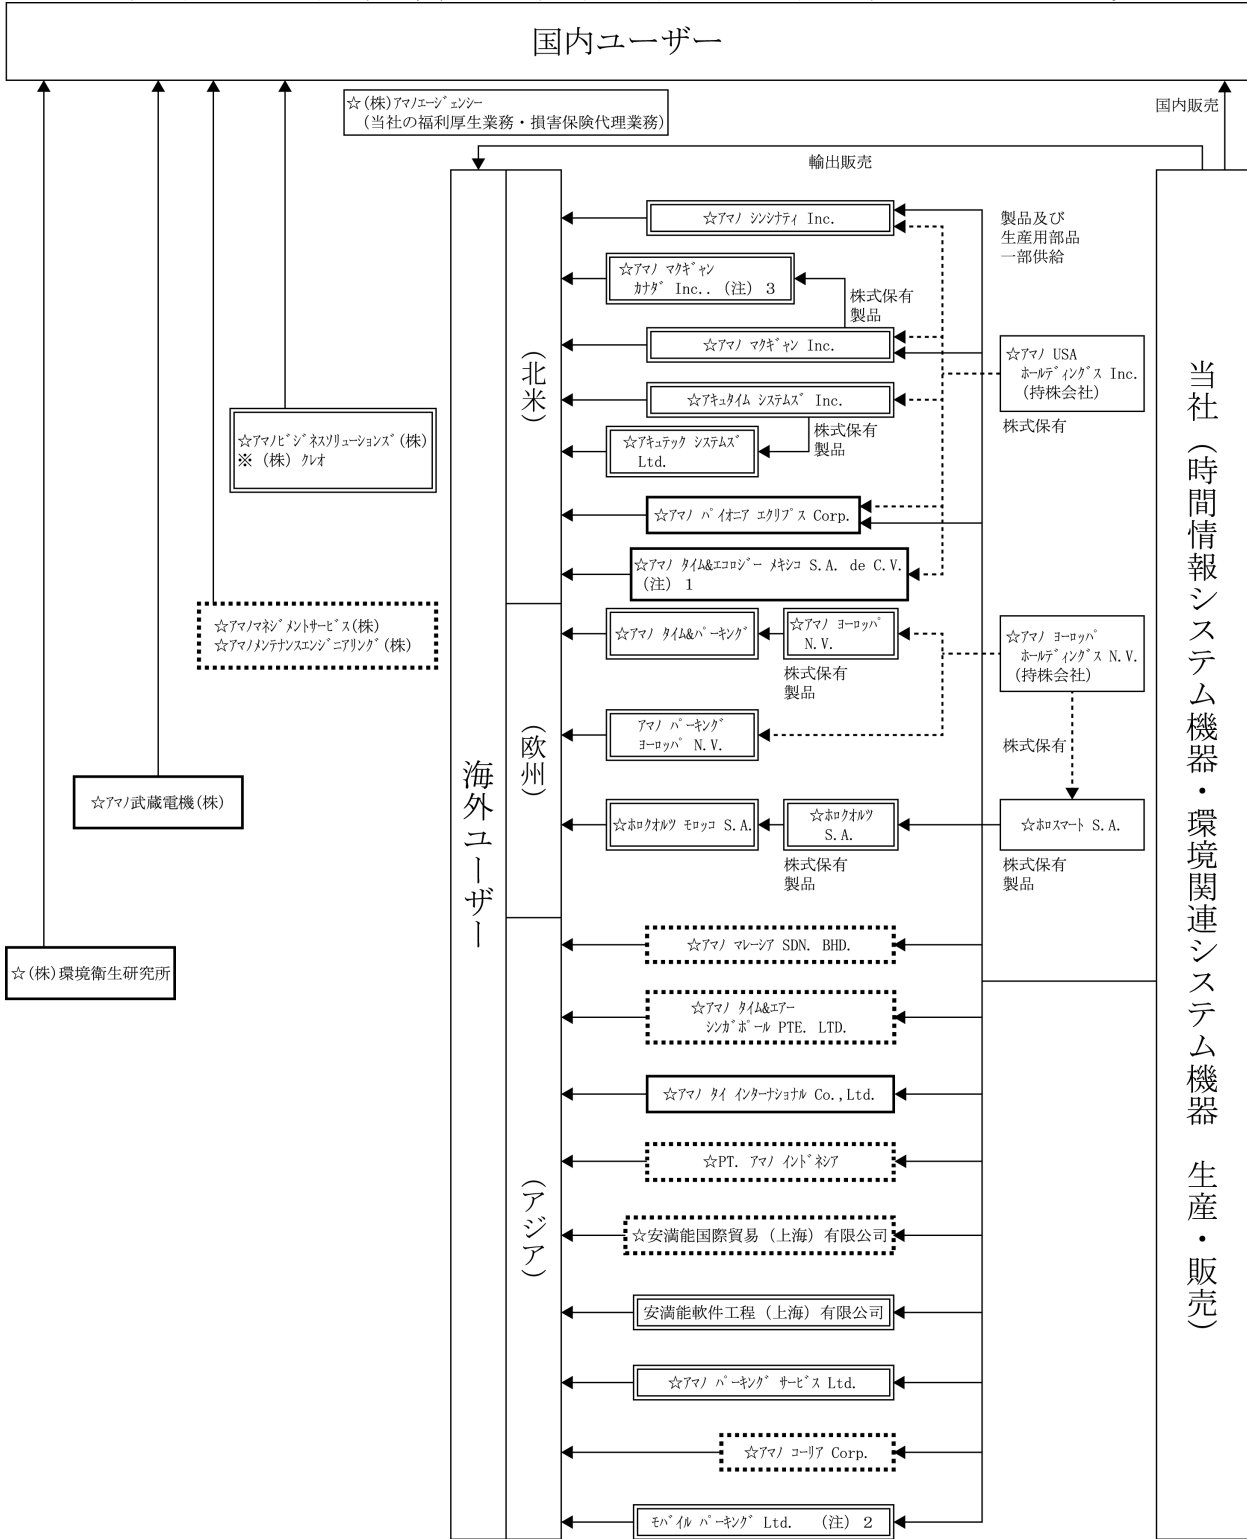 国内ユーザー
☆(株)ｱﾏﾉｴｰｼﾞｪﾝｼｰ
(当社の福利厚生業務・損害保険代理業務)
国内販売
輸出販売
☆ｱﾏﾉ ｼﾝｼﾅﾃｨ Inc.
製品及び
生産用部品
一部供給
☆ｱﾏﾉ ﾏｸｷﾞｬﾝ
ｶﾅﾀﾞ Inc.. (注) 3
株式保有
製品
☆ｱﾏﾉ ﾏｸｷﾞｬﾝ Inc.
☆ｱﾏﾉ USA
ﾎｰﾙﾃﾞｨﾝｸﾞｽ Inc.
(持株会社)
株式保有
(北米)
☆ｱｷｭﾀｲﾑ ｼｽﾃﾑｽﾞ Inc.
株式保有
製品
☆ｱｷｭﾃｯｸ ｼｽﾃﾑｽﾞ
Ltd.
☆ｱﾏﾉﾋﾞｼﾞﾈｽｿﾘｭｰｼｮﾝｽﾞ(株)
※ (株) ｸﾚｵ
☆ｱﾏﾉ ﾊﾟｲｵﾆｱ ｴｸﾘﾌﾟｽ Corp.
☆ｱﾏﾉ ﾀｲﾑ&ｴｺﾛｼﾞｰ ﾒｷｼｺ S.A. de C.V.
(注) 1
☆ｱﾏﾉﾏﾈｼﾞﾒﾝﾄｻｰﾋﾞｽ(株)
☆ｱﾏﾉﾒﾝﾃﾅﾝｽｴﾝｼﾞﾆｱﾘﾝｸﾞ(株)
☆ｱﾏﾉ ﾀｲﾑ&ﾊﾟｰｷﾝｸﾞ
☆ｱﾏﾉ ﾖｰﾛｯﾊﾟ
N.V.
株式保有
製品
☆ｱﾏﾉ ﾖｰﾛｯﾊﾟ
ﾎｰﾙﾃﾞｨﾝｸﾞｽ N.V.
(持株会社)
株式保有
(欧州)
ｱﾏﾉ ﾊﾟｰｷﾝｸﾞ
ﾖｰﾛｯﾊﾟ N.V.
☆ｱﾏﾉ武蔵電機(株)
☆ﾎﾛｸｵﾙﾂ ﾓﾛｯｺ S.A.
☆ﾎﾛｸｵﾙﾂ
S.A.
株式保有
製品
☆ﾎﾛｽﾏｰﾄ S.A.
株式保有
製品
海外ユーザー
当社 (時間情報システム機器・環境関連システム機器 生産・販売)
☆(株)環境衛生研究所
(アジア)
☆ｱﾏﾉ ﾏﾚｰｼｱ SDN. BHD.
☆ｱﾏﾉ ﾀｲﾑ&ｴｱｰ
ｼﾝｶﾞﾎﾟｰﾙ PTE. LTD.
☆ｱﾏﾉ ﾀｲ ｲﾝﾀｰﾅｼｮﾅﾙ Co.,Ltd.
☆PT. ｱﾏﾉ ｲﾝﾄﾞﾈｼｱ
☆安満能国際貿易 (上海) 有限公司
安満能軟件工程 (上海) 有限公司
☆ｱﾏﾉ ﾊﾟｰｷﾝｸﾞ ｻｰﾋﾞｽ Ltd.
☆ｱﾏﾉ ｺｰﾘｱ Corp.
ﾓﾊﾞｲﾙ ﾊﾟｰｷﾝｸﾞ Ltd. (注) 2